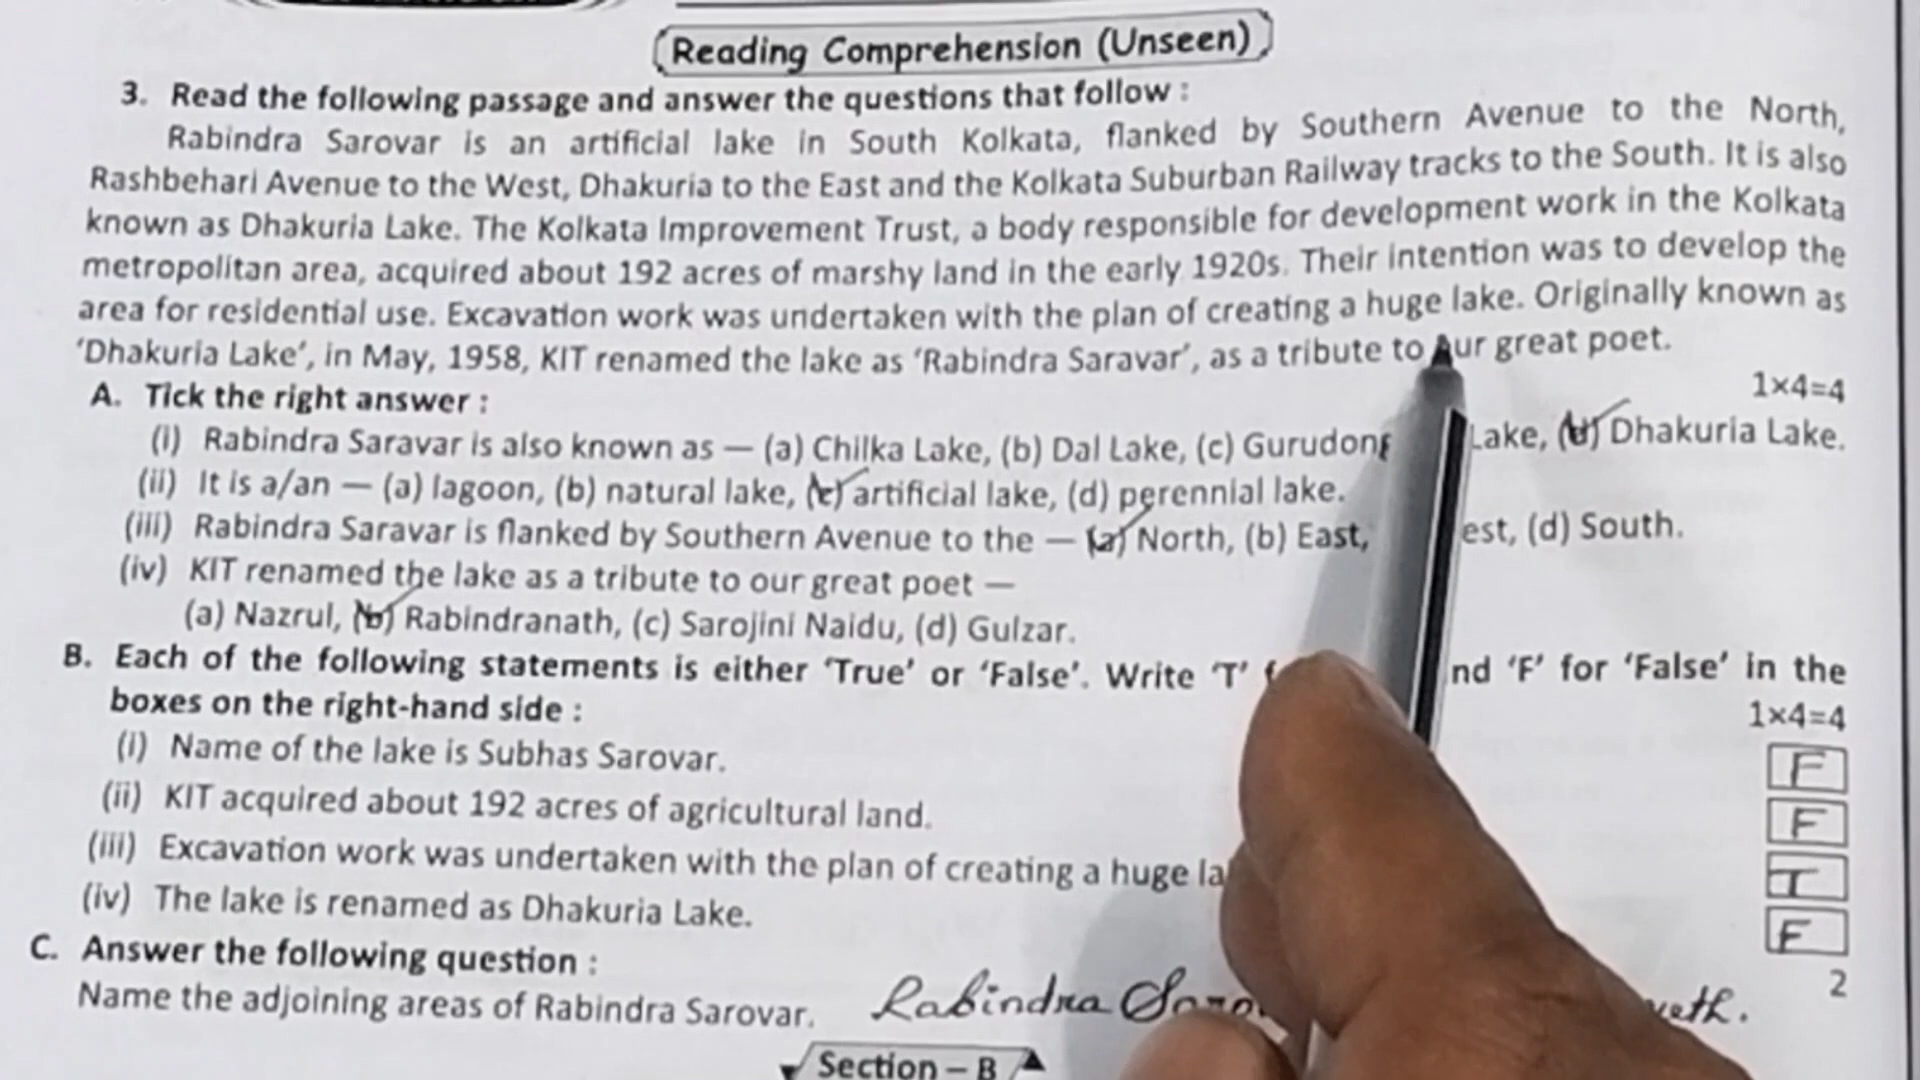 Reading Comprehension (Unseen)
3. Read the following passage and answer the questions that follow :
Rabindra Sarovar is an artificial lake in South Kolkata, flanked by Southern Avenue to the North,
Rashbehari Avenue to the West, Dhakuria to the East and the Kolkata Suburban Railway tracks to the South. It is also
known as Dhakuria Lake. The Kolkata Improvement Trust, a body responsible for development work in the Kolkata
metropolitan area, acquired about 192 acres of marshy land in the early 1920s. Their intention was to develop the
area for residential use. Excavation work was undertaken with the plan of creating a huge lake. Originally known as
'Dhakuria Lake', in May, 1958, KIT renamed the lake as 'Rabindra Saravar', as a tribute to our great poet.
A. Tick the right answer : 1×4=4
(i) Rabindra Saravar is also known as — (a) Chilka Lake, (b) Dal Lake, (c) Lake, (d) Dhakuria Lake.
(ii) It is a/an — (a) lagoon, (b) natural lake, (c) artificial lake, (d) perennial lake.
(iii) Rabindra Saravar is flanked by Southern Avenue to the — (a) North, (b) East, est, (d) South.
(iv) KIT renamed the lake as a tribute to our great poet —
(a) Nazrul, (b) Rabindranath, (c) Sarojini Naidu, (d) Gulzar.
B. Each of the following statements is either 'True' or 'False'. Write 'T' nd 'F' for 'False' in the
boxes on the right-hand side : 1×4=4
(i) Name of the lake is Subhas Sarovar. F
(ii) KIT acquired about 192 acres of agricultural land. F
(iii) Excavation work was undertaken with the plan of creating a huge la T
(iv) The lake is renamed as Dhakuria Lake. F
C. Answer the following question : 2
Name the adjoining areas of Rabindra Sarovar. Rabindra
Section – B